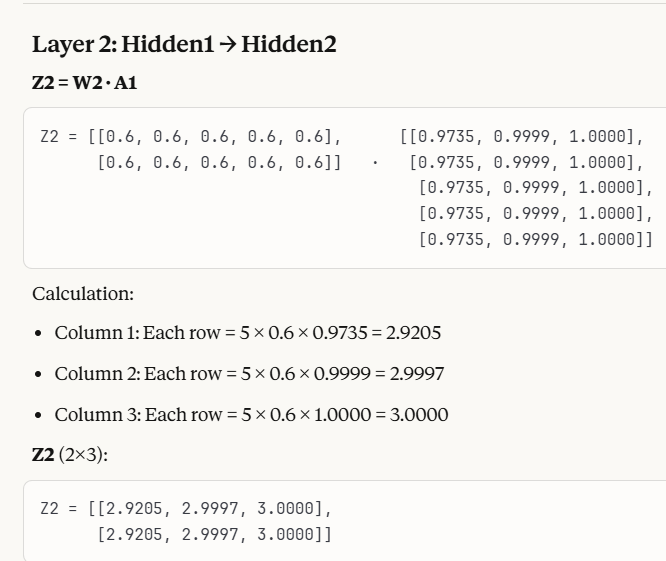 Layer 2: Hidden1 → Hidden2
Z2 = W2 · A1
Z2 = [[0.6, 0.6, 0.6, 0.6, 0.6],      [[0.9735, 0.9999, 1.0000],
      [0.6, 0.6, 0.6, 0.6, 0.6]]   ·   [0.9735, 0.9999, 1.0000],
                                        [0.9735, 0.9999, 1.0000],
                                        [0.9735, 0.9999, 1.0000],
                                        [0.9735, 0.9999, 1.0000]]
Calculation:
• Column 1: Each row = 5 × 0.6 × 0.9735 = 2.9205
• Column 2: Each row = 5 × 0.6 × 0.9999 = 2.9997
• Column 3: Each row = 5 × 0.6 × 1.0000 = 3.0000
Z2 (2×3):
Z2 = [[2.9205, 2.9997, 3.0000],
      [2.9205, 2.9997, 3.0000]]